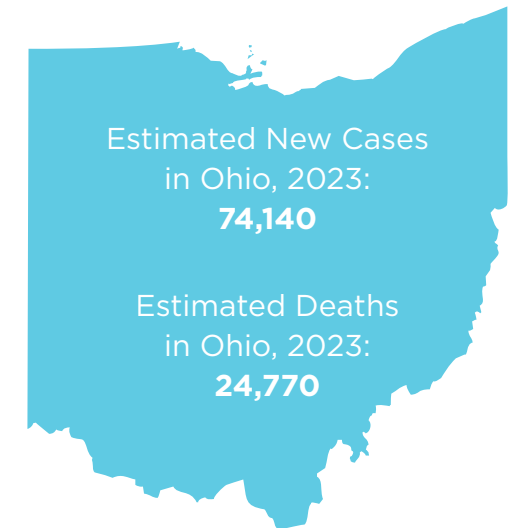 Estimated New Cases
in Ohio, 2023:
74,140
Estimated Deaths
in Ohio, 2023:
24,770